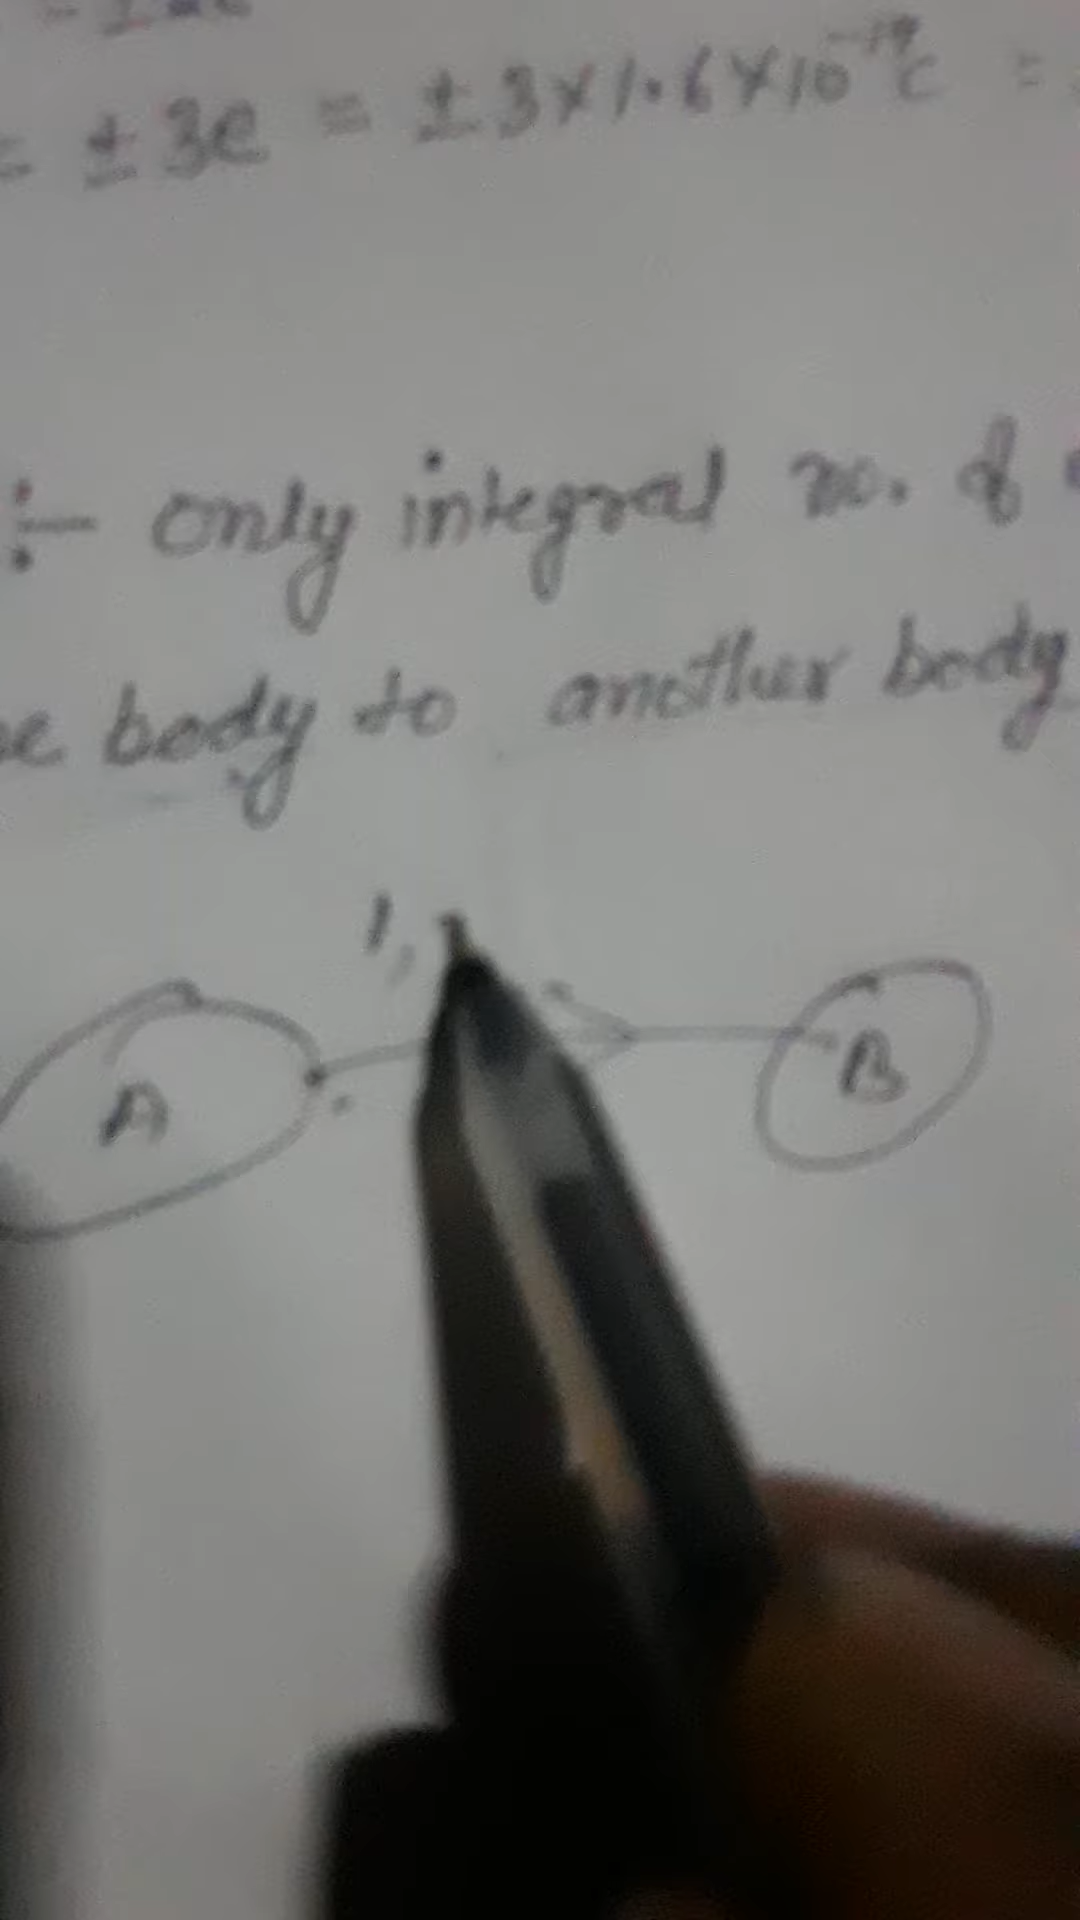 = ± 3e = ± 3×1.6×10⁻¹⁹C =
:- only integral no. of
body to another body
1,
A B